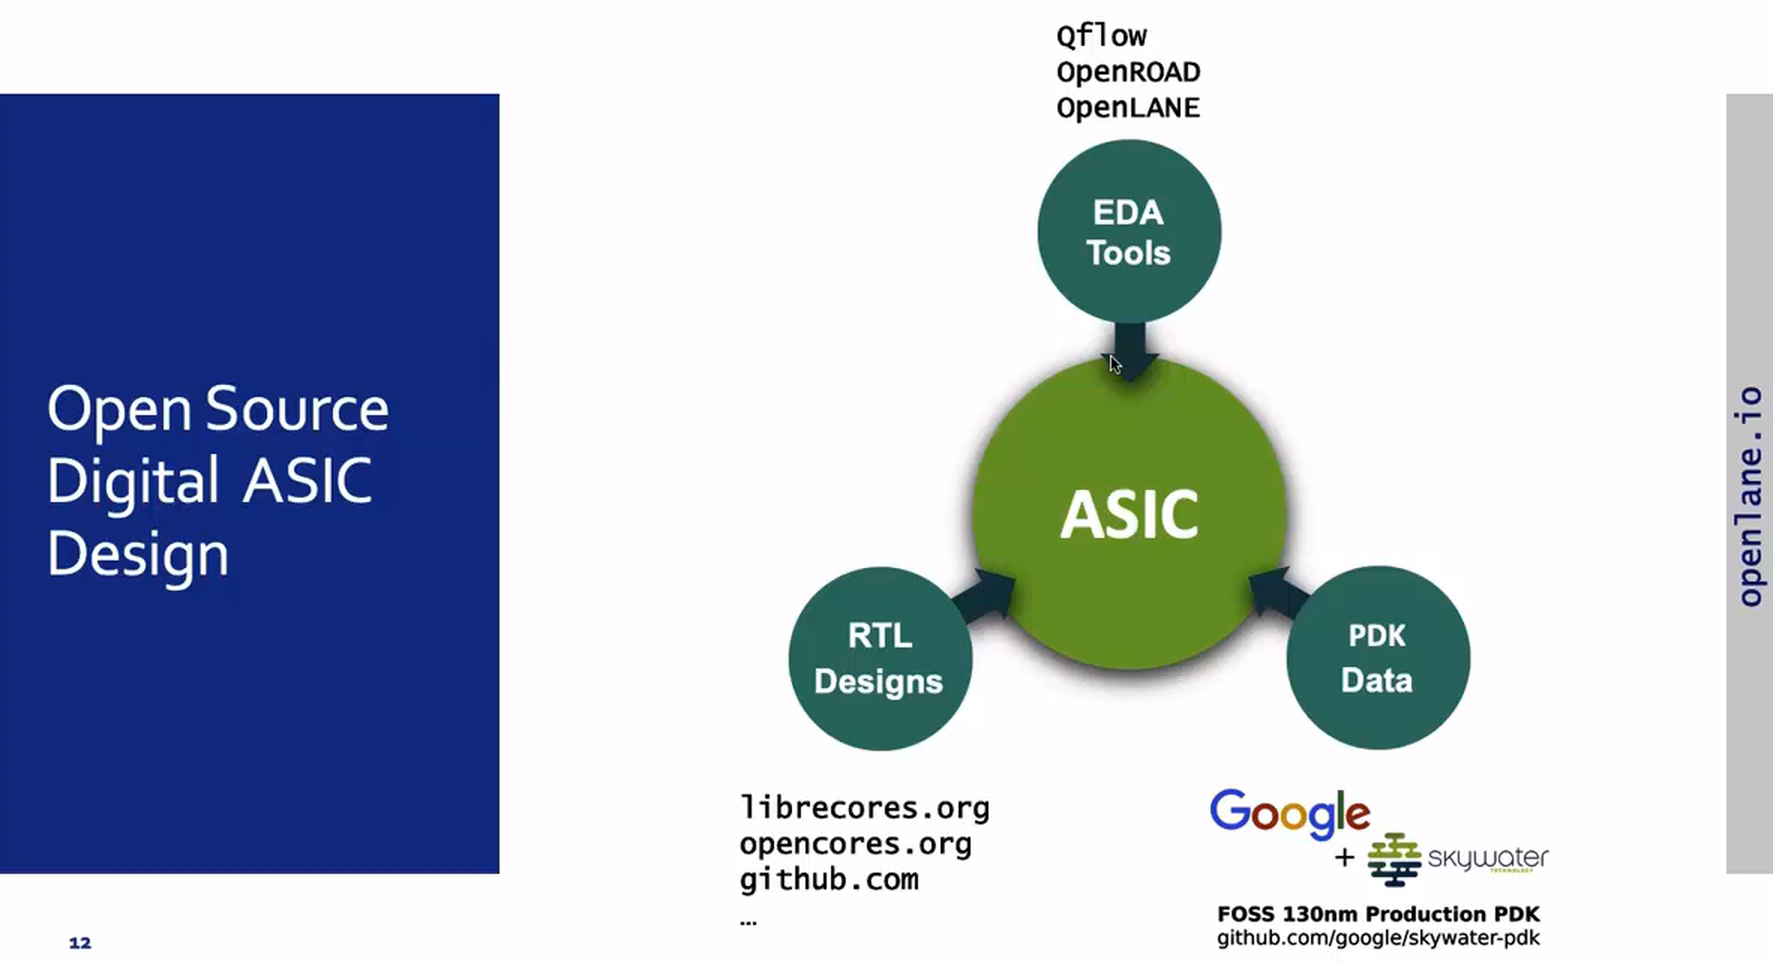 Open Source
Digital ASIC
Design
Qflow
OpenROAD
OpenLANE
EDA
Tools
ASIC
RTL
Designs
PDK
Data
librecores.org
opencores.org
github.com
...
Google
+ skywater
TECHNOLOGY
FOSS 130nm Production PDK
github.com/google/skywater-pdk
openlane.io
12